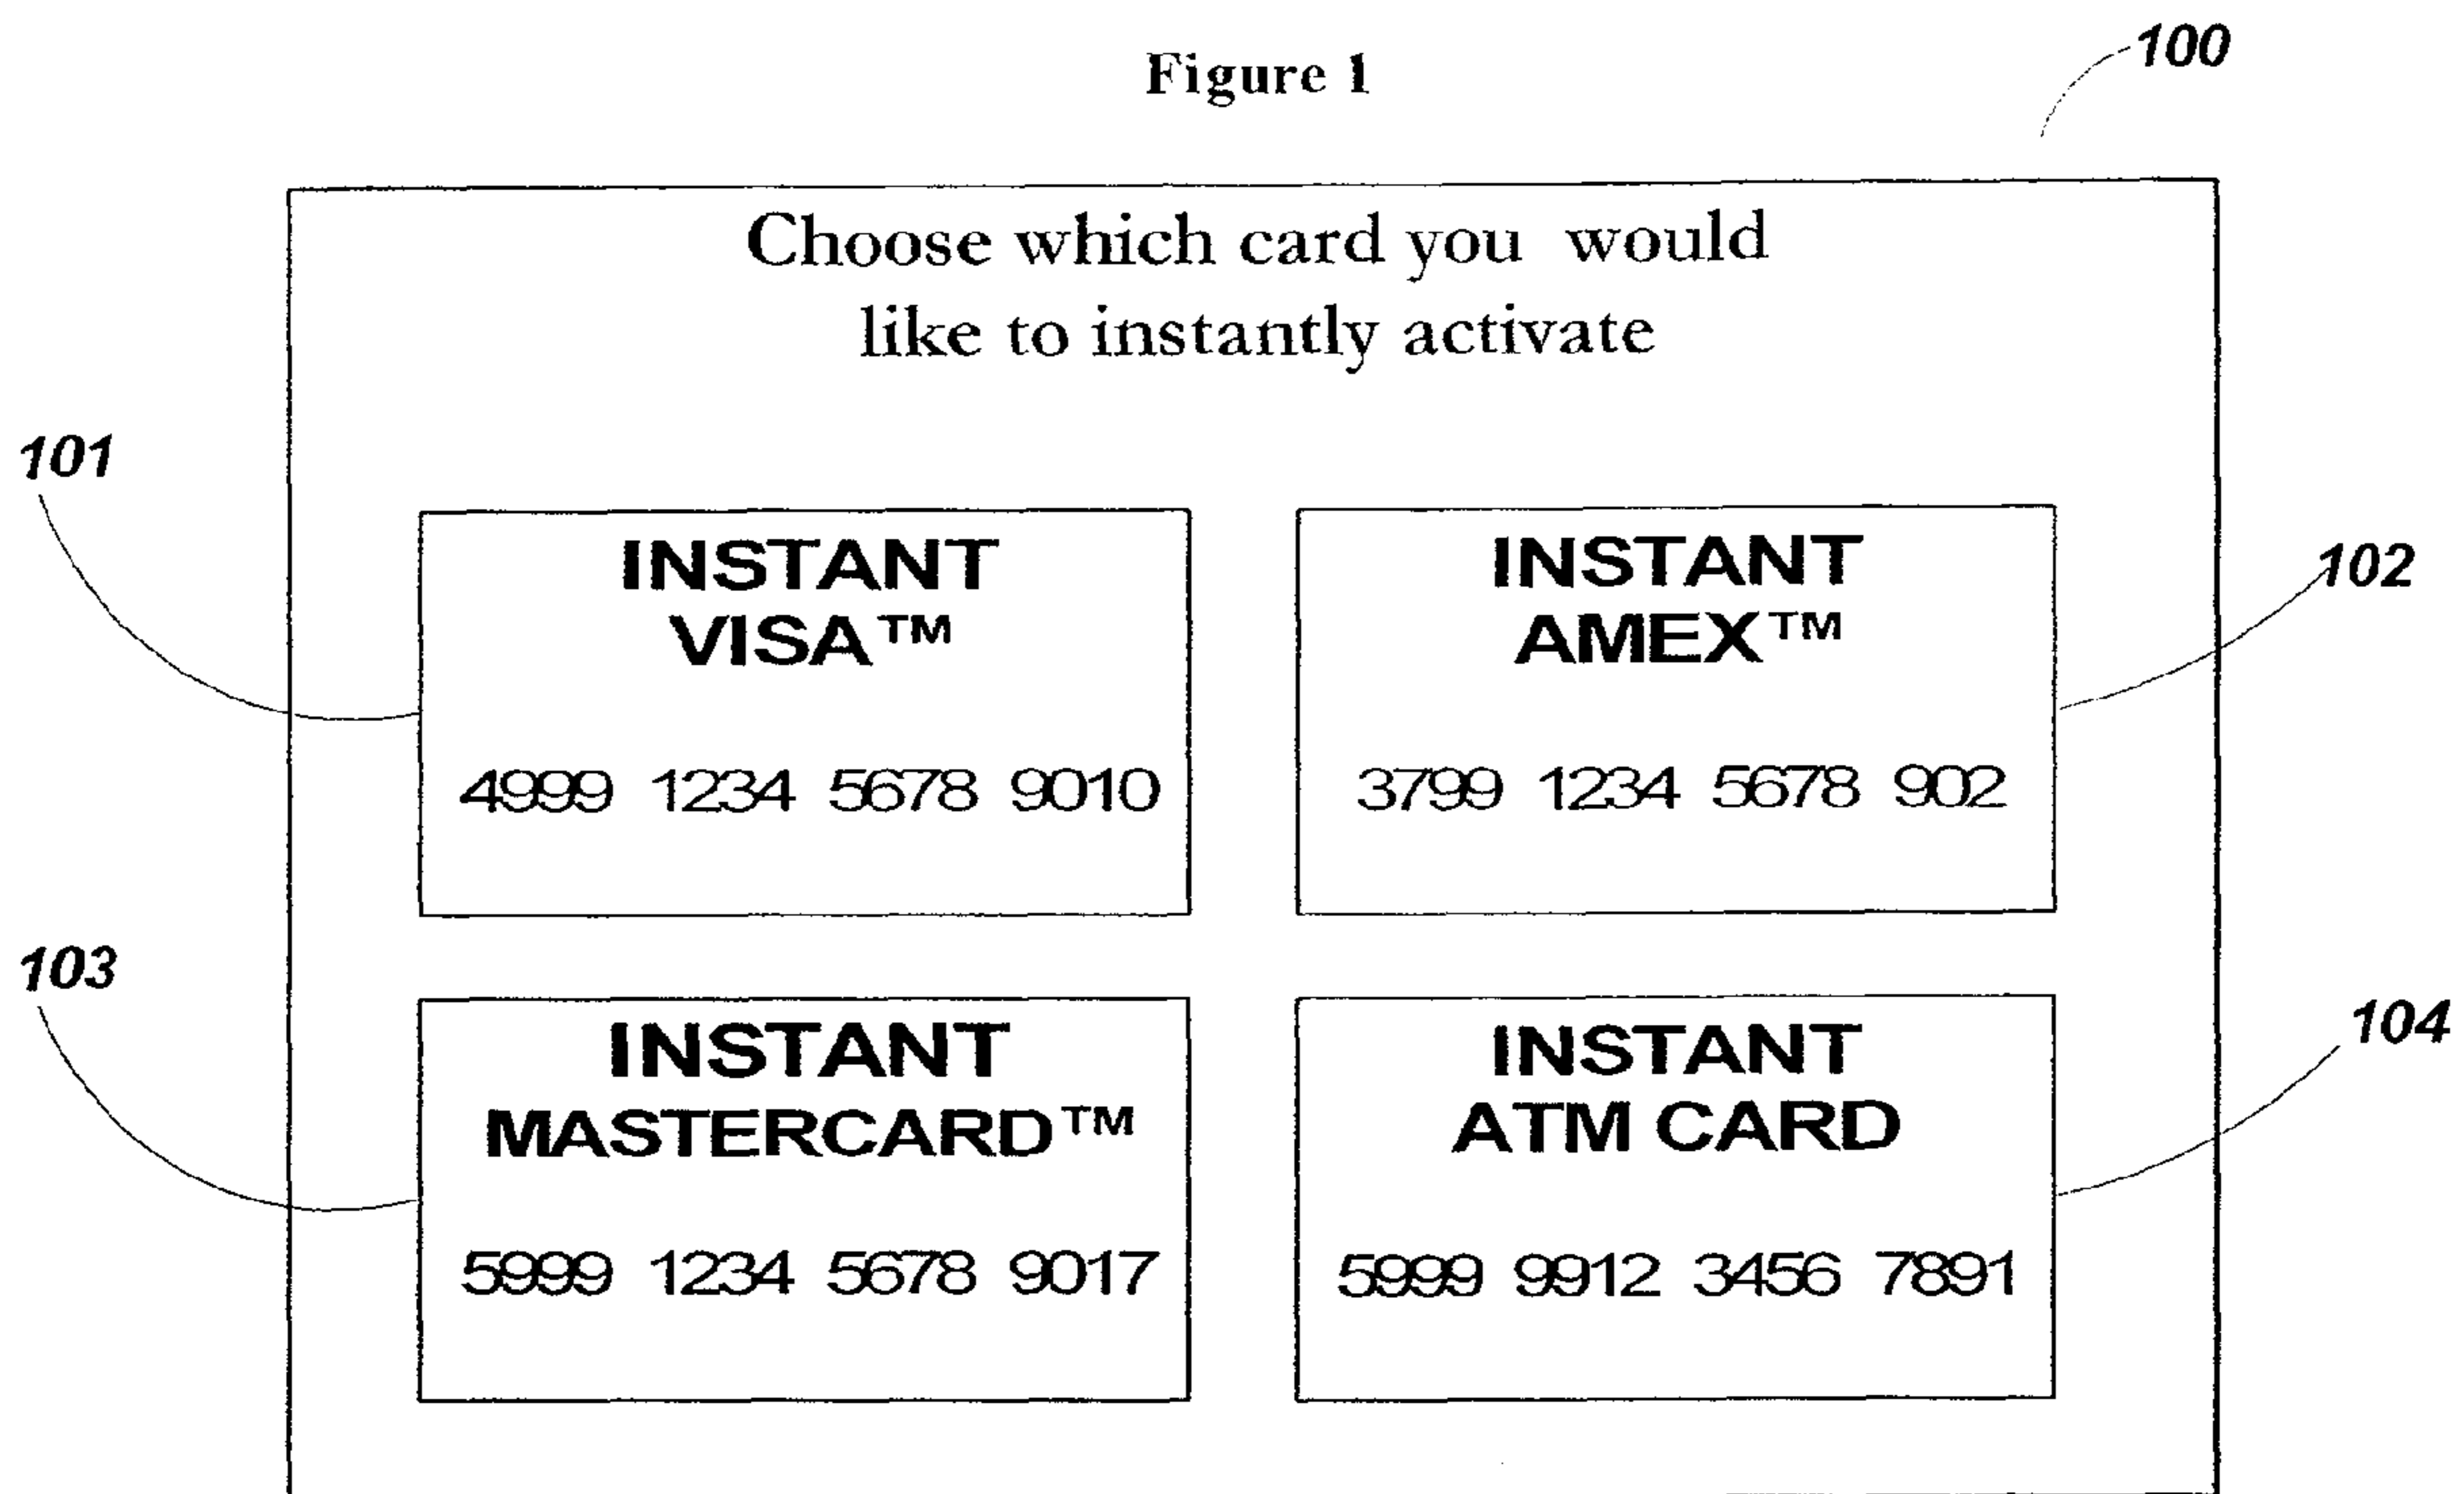 Figure 1
100
Choose which card you would
like to instantly activate
101
INSTANT
VISA™
4999 1234 5678 9010
INSTANT
AMEX™
3799 1234 5678 902
102
103
INSTANT
MASTERCARD™
5999 1234 5678 9017
INSTANT
ATM CARD
5999 9912 3456 7891
104